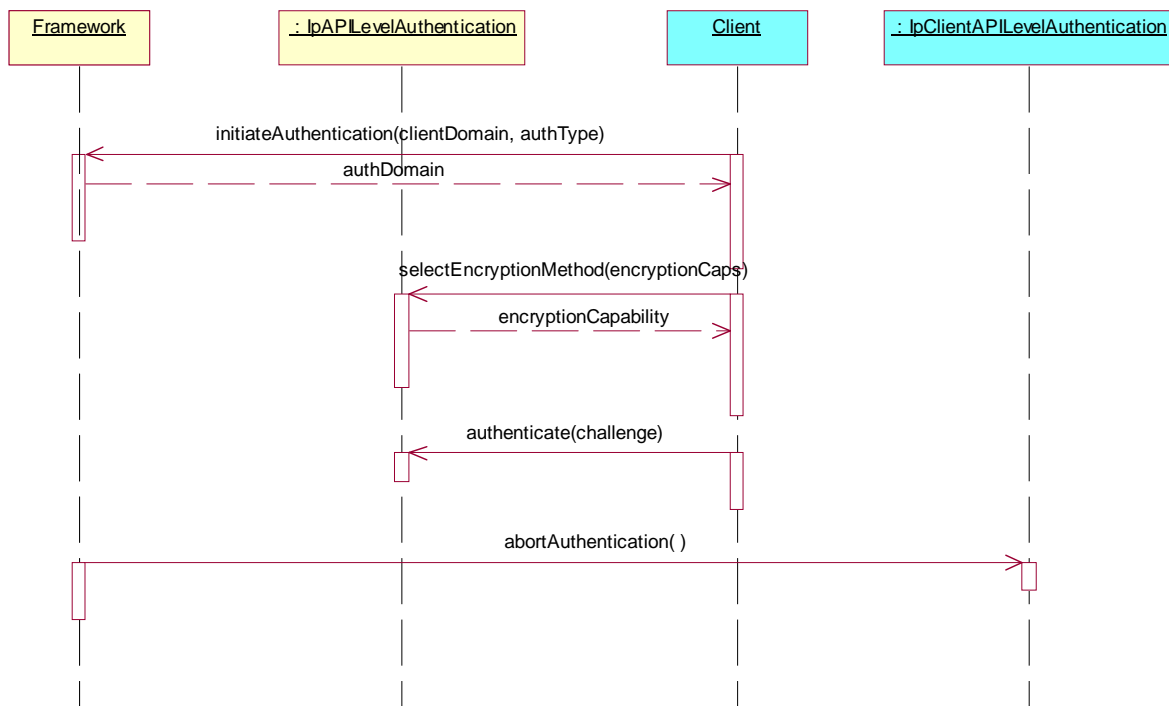 Framework
: IpAPILevelAuthentication
Client
: IpClientAPILevelAuthentication
initiateAuthentication(clientDomain, authType)
authDomain
selectEncryptionMethod(encryptionCaps)
encryptionCapability
authenticate(challenge)
abortAuthentication( )